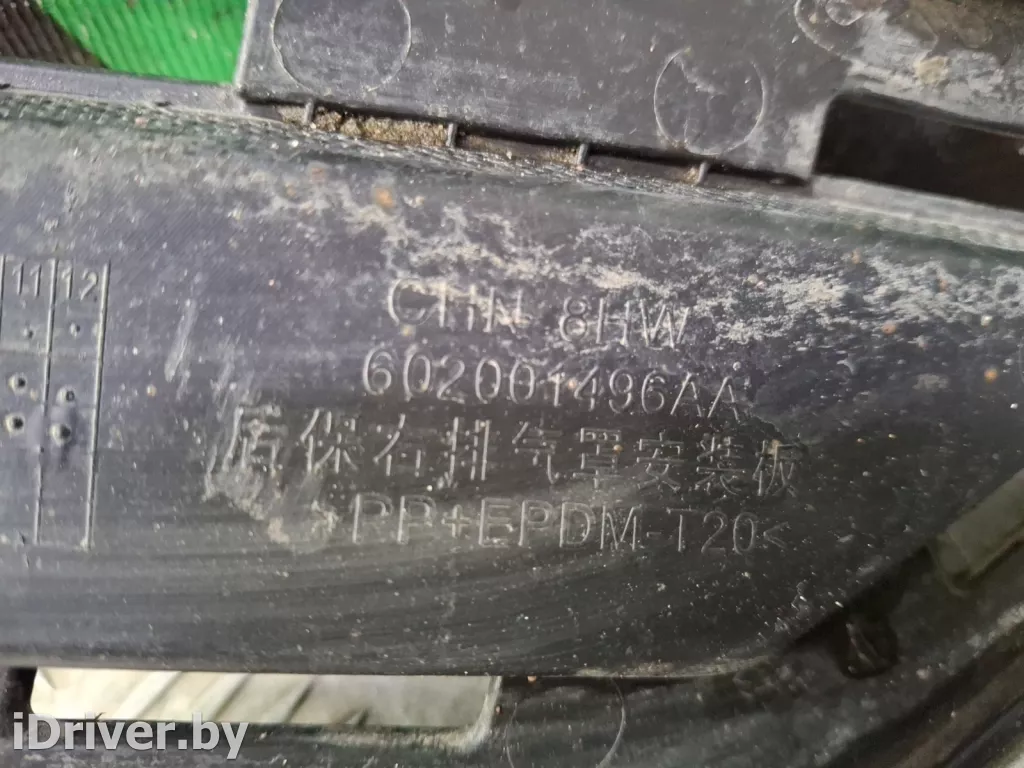 11 12
CHN 8HW
602001496AA
后保右排气罩安装板
>PP+EPDM-T20<
iDriver.by